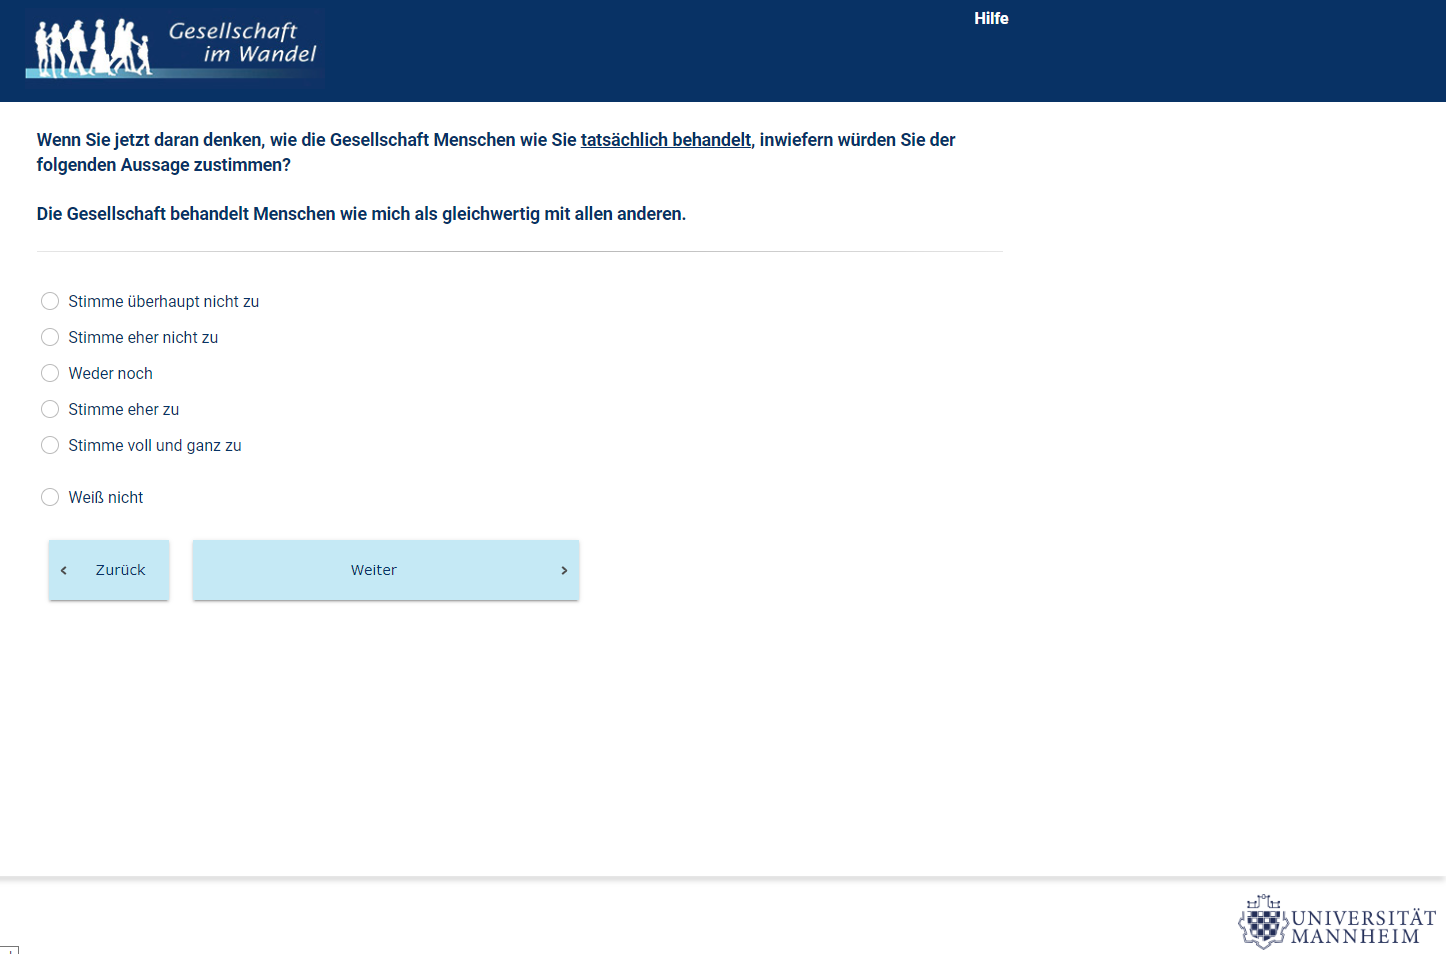 Gesellschaft
im Wandel
Hilfe
Wenn Sie jetzt daran denken, wie die Gesellschaft Menschen wie Sie tatsächlich behandelt, inwiefern würden Sie der
folgenden Aussage zustimmen?
Die Gesellschaft behandelt Menschen wie mich als gleichwertig mit allen anderen.
Stimme überhaupt nicht zu
Stimme eher nicht zu
Weder noch
Stimme eher zu
Stimme voll und ganz zu
Weiß nicht
Zurück
Weiter
UNIVERSITÄT
MANNHEIM